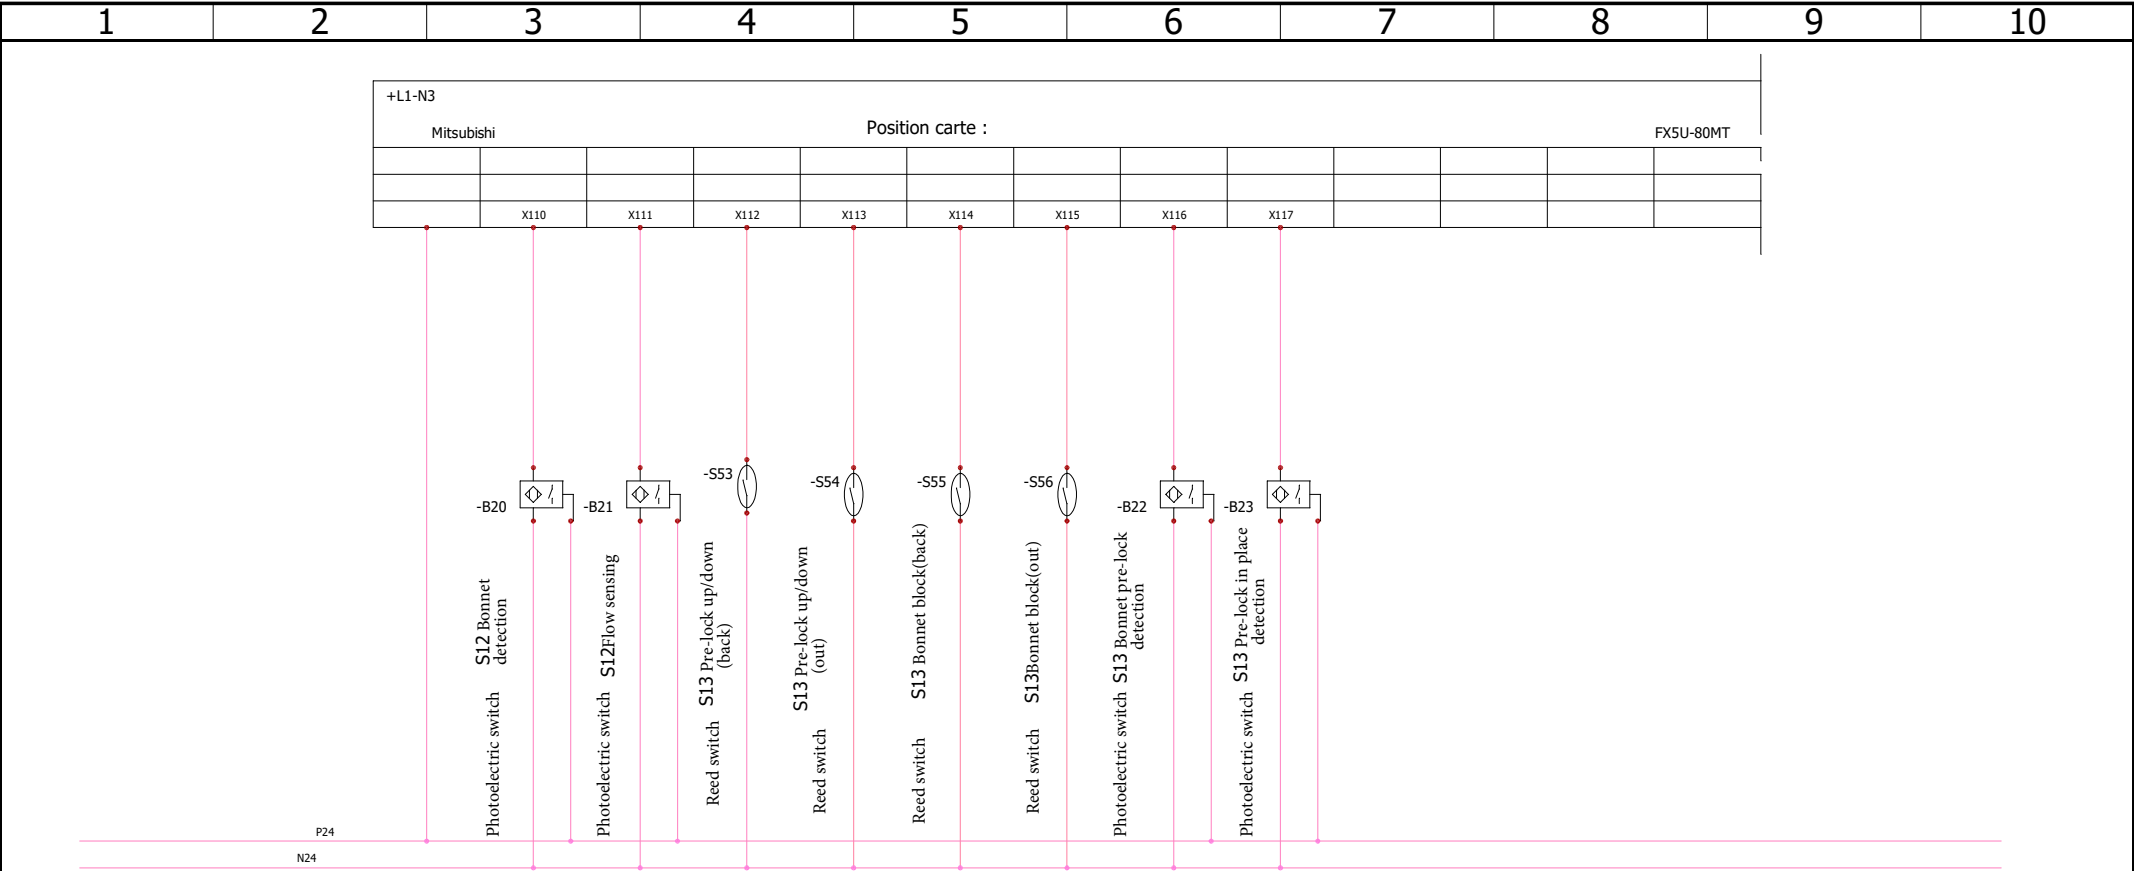 1 2 3 4 5 6 7 8 9 10
+L1-N3
Mitsubishi Position carte : FX5U-80MT
X110 X111 X112 X113 X114 X115 X116 X117
-B20
-B21
-S53
-S54
-S55
-S56
-B22
-B23
Photoelectric switch S12 Bonnet
detection
Photoelectric switch S12Flow sensing
Reed switch S13 Pre-lock up/down
(back)
Reed switch S13 Pre-lock up/down
(out)
Reed switch S13 Bonnet block(back)
Reed switch S13Bonnet block(out)
Photoelectric switch S13 Bonnet pre-lock
detection
Photoelectric switch S13 Pre-lock in place
detection
P24
N24